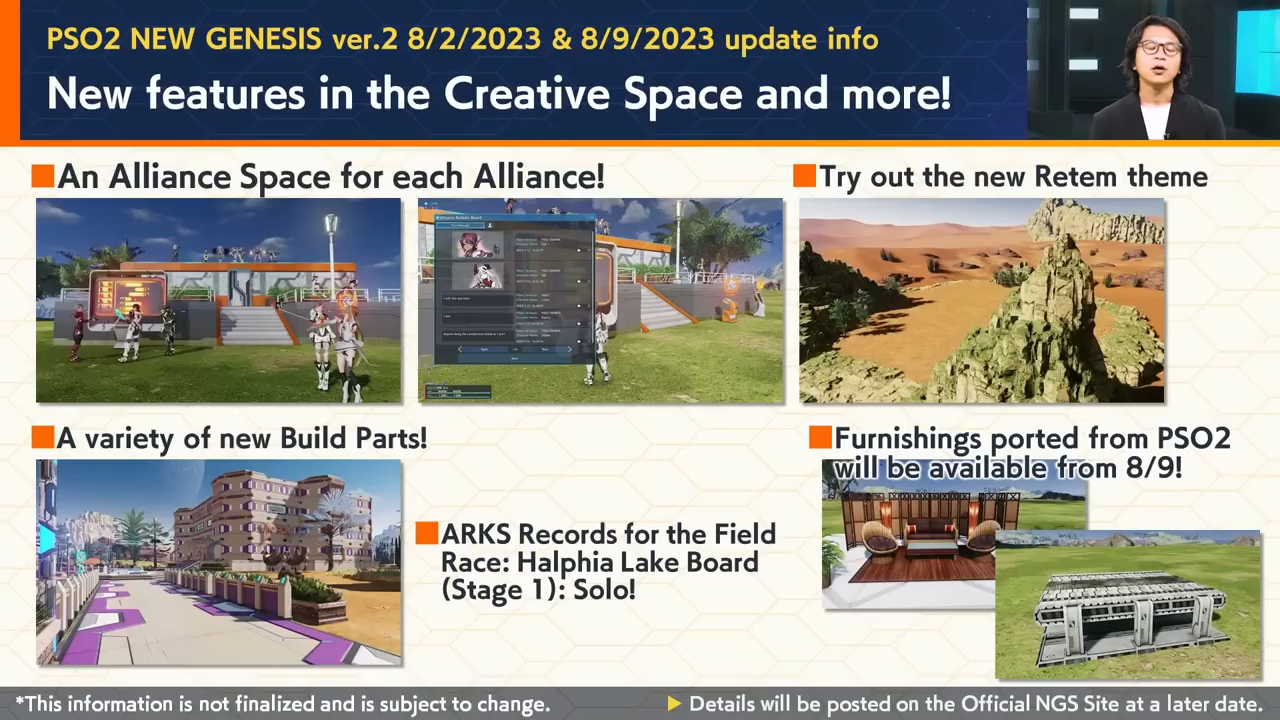 PSO2 NEW GENESIS ver.2 8/2/2023 & 8/9/2023 update info
New features in the Creative Space and more!
An Alliance Space for each Alliance!
Try out the new Retem theme
A variety of new Build Parts!
Furnishings ported from PSO2
will be available from 8/9!
ARKS Records for the Field
Race: Halphia Lake Board
(Stage 1): Solo!
*This information is not finalized and is subject to change.
Details will be posted on the Official NGS Site at a later date.